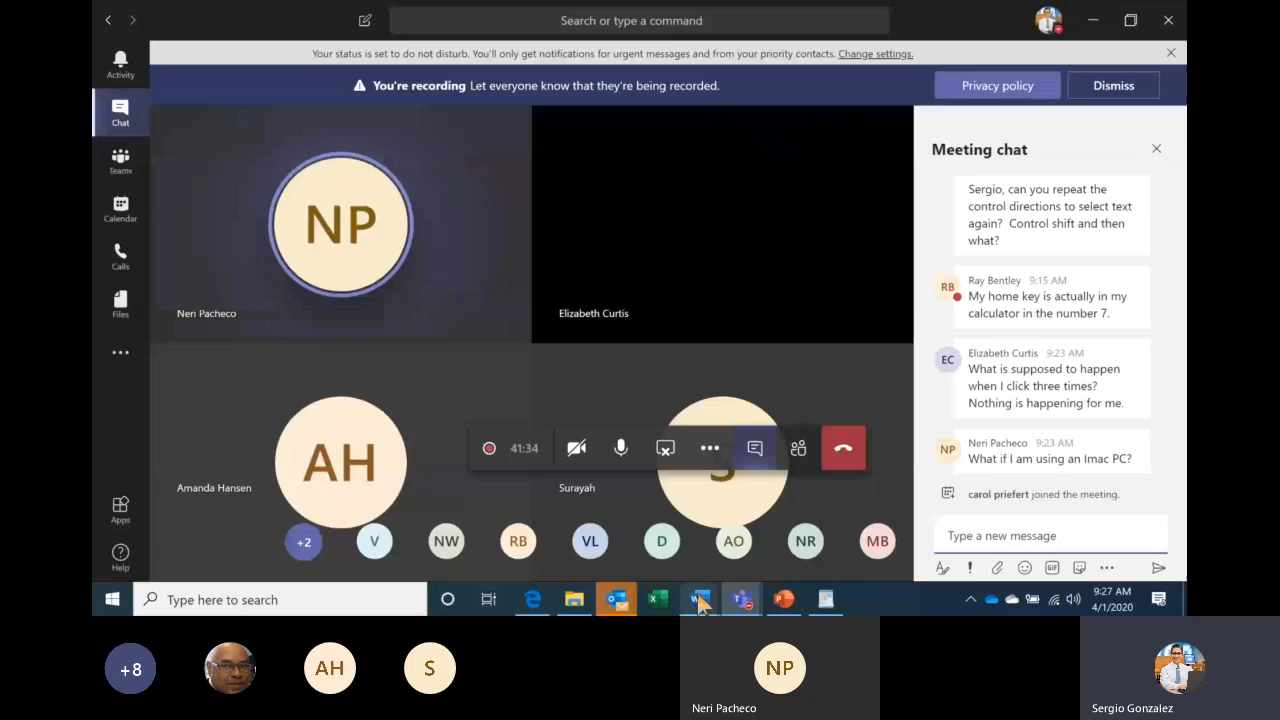 Search or type a command
Your status is set to do not disturb. You'll only get notifications for urgent messages and from your priority contacts. Change settings.
You're recording Let everyone know that they're being recorded.
Privacy policy
Dismiss
Activity
Chat
Teams
Calendar
Calls
Files
Apps
Help
NP
Neri Pacheco
Elizabeth Curtis
AH
Amanda Hansen
Surayah
41:34
+2
V
NW
RB
VL
D
AO
NR
MB
Meeting chat
Sergio, can you repeat the
control directions to select text
again? Control shift and then
what?
RB
Ray Bentley 9:15 AM
My home key is actually in my
calculator in the number 7.
EC
Elizabeth Curtis 9:23 AM
What is supposed to happen
when I click three times?
Nothing is happening for me.
NP
Neri Pacheco 9:23 AM
What if I am using an Imac PC?
carol priefert joined the meeting.
Type a new message
GIF
Type here to search
9:27 AM
4/1/2020
+8
AH
S
NP
Neri Pacheco
Sergio Gonzalez